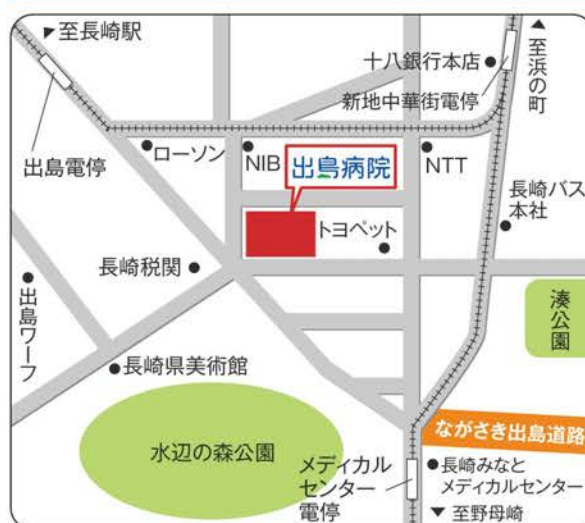 至長崎駅
十八銀行本店
至浜の町
新地中華街電停
出島電停
ローソン
NIB
出島病院
NTT
長崎バス
本社
トヨペット
長崎税関
出島ワーフ
湊公園
長崎県美術館
水辺の森公園
ながさき出島道路
メディカル
センター
電停
長崎みなと
メディカルセンター
至野母崎